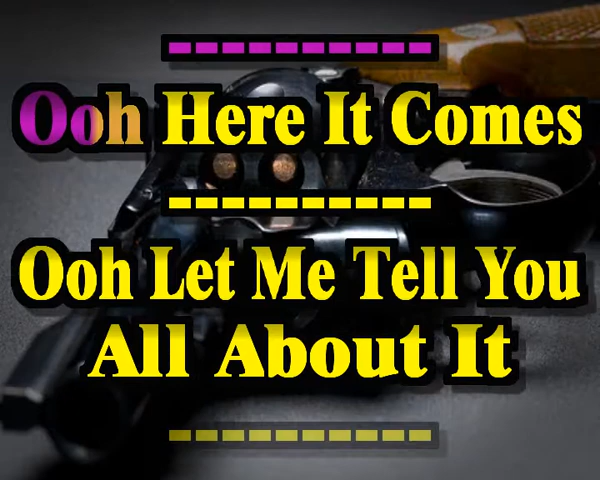 ----------
Ooh Here It Comes
----------
Ooh Let Me Tell You
All About It
----------